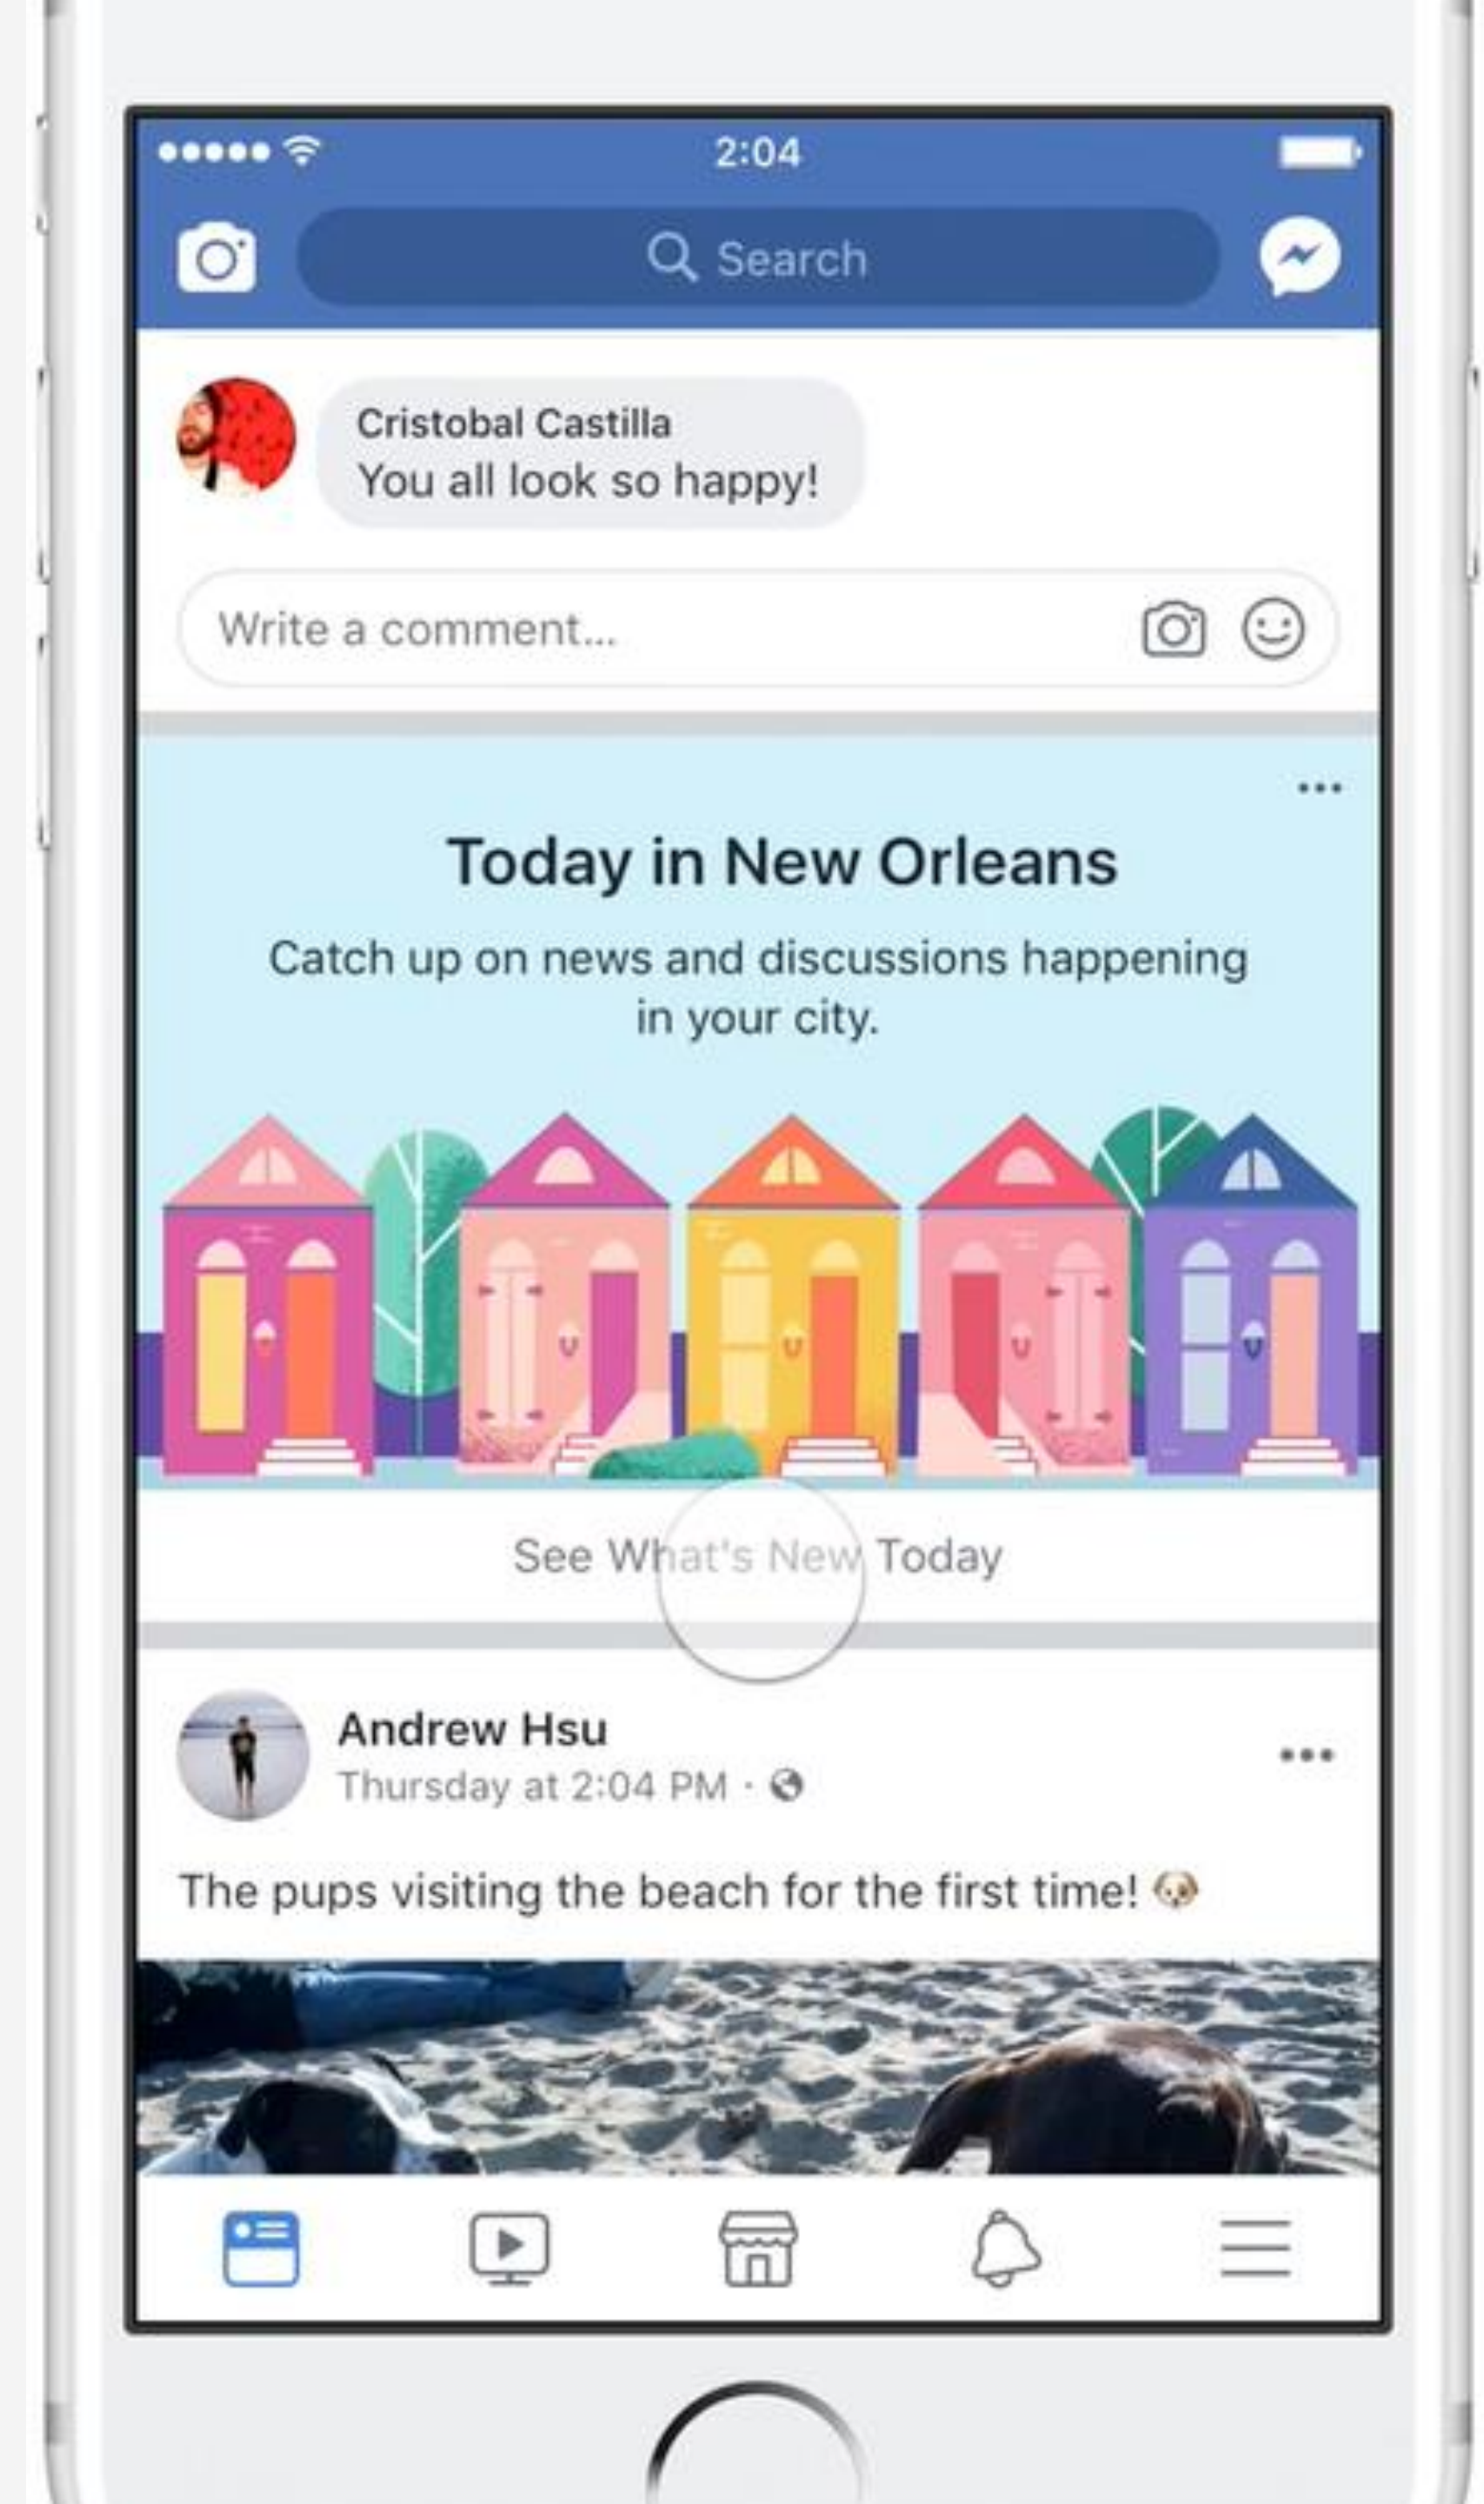 2:04
Search
Cristobal Castilla
You all look so happy!
Write a comment...
Today in New Orleans
Catch up on news and discussions happening
in your city.
See What's New Today
Andrew Hsu
Thursday at 2:04 PM ·
The pups visiting the beach for the first time! 🐶